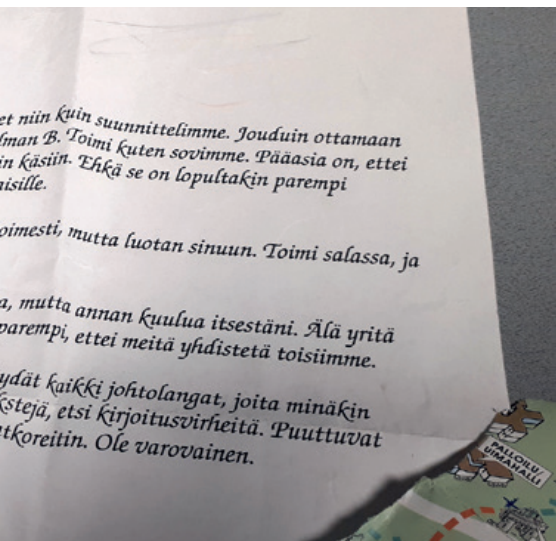 et niin kuin suunnittelimme. Jouduin ottamaan
lman B. Toimi kuten sovimme. Pääasia on, ettei
in käsiin. Ehkä se on lopultakin parempi
isille.
oimesti, mutta luotan sinuun. Toimi salassa, ja
a, mutta annan kuulua itsestäni. Älä yritä
parempi, ettei meitä yhdistetä toisiimme.
ydät kaikki johtolangat, joita minäkin
kstejä, etsi kirjoitusvirheitä. Puuttuvat
tkoreitin. Ole varovainen.
PALLOILU/
UIMAHALLI